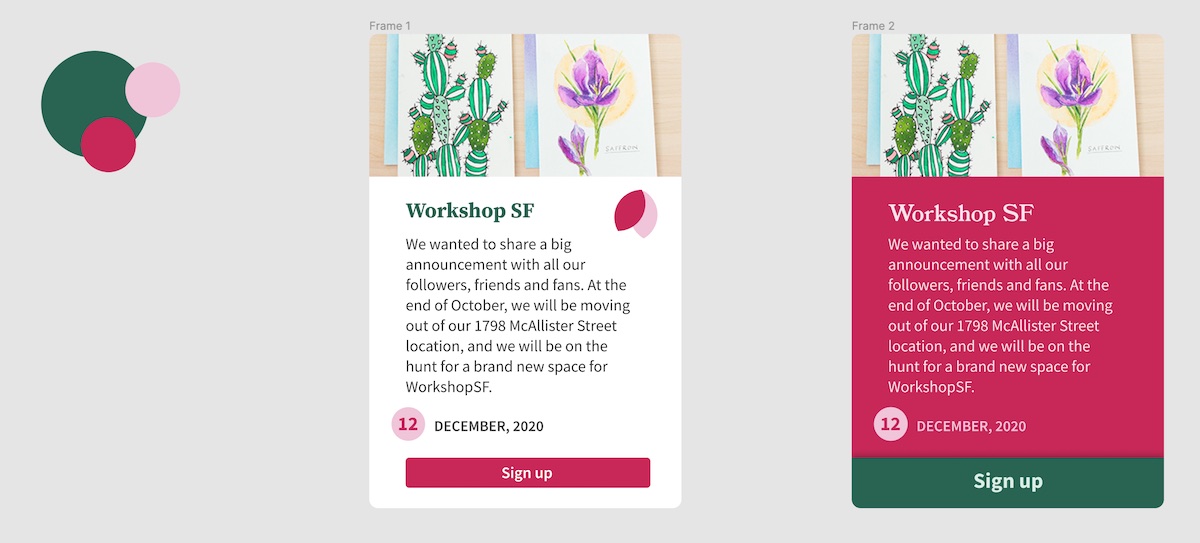 Frame 1
SAFFRON
Workshop SF
We wanted to share a big
announcement with all our
followers, friends and fans. At the
end of October, we will be moving
out of our 1798 McAllister Street
location, and we will be on the
hunt for a brand new space for
WorkshopSF.
12 DECEMBER, 2020
Sign up
Frame 2
SAFFRON
Workshop SF
We wanted to share a big
announcement with all our
followers, friends and fans. At the
end of October, we will be moving
out of our 1798 McAllister Street
location, and we will be on the
hunt for a brand new space for
WorkshopSF.
12 DECEMBER, 2020
Sign up